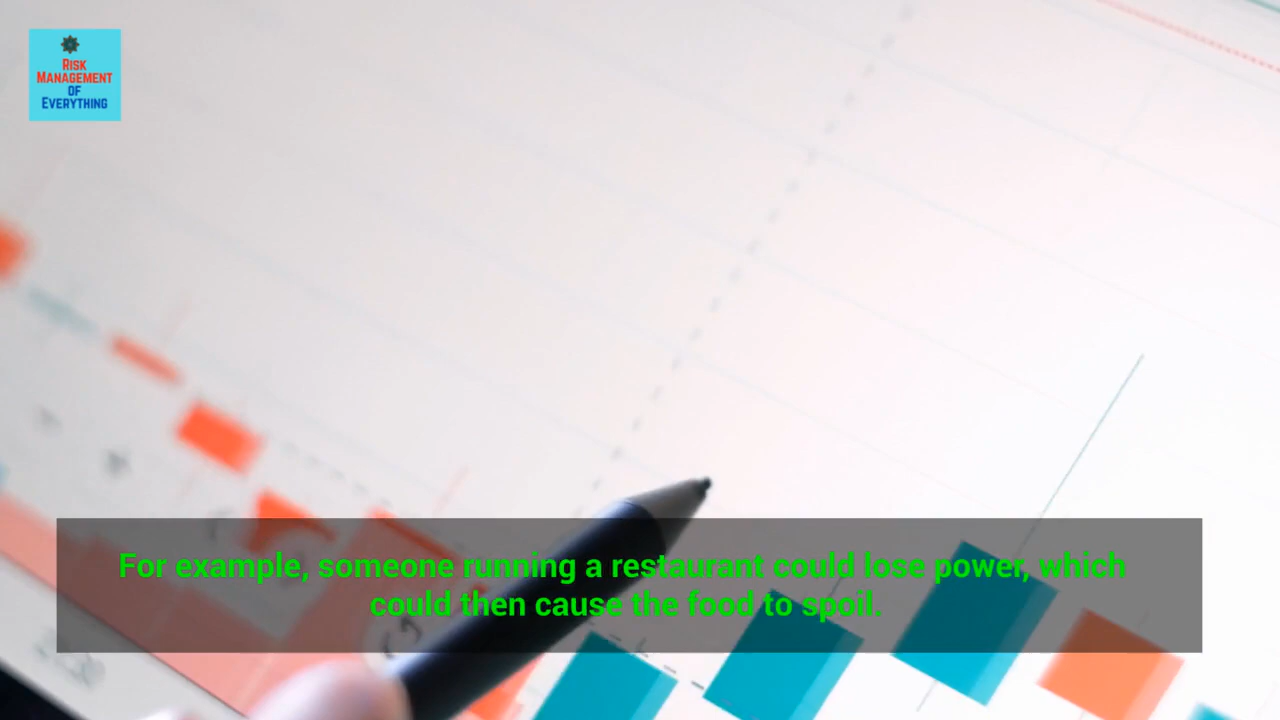 Risk
Management
of
Everything
For example, someone running a restaurant could lose power, which
could then cause the food to spoil.